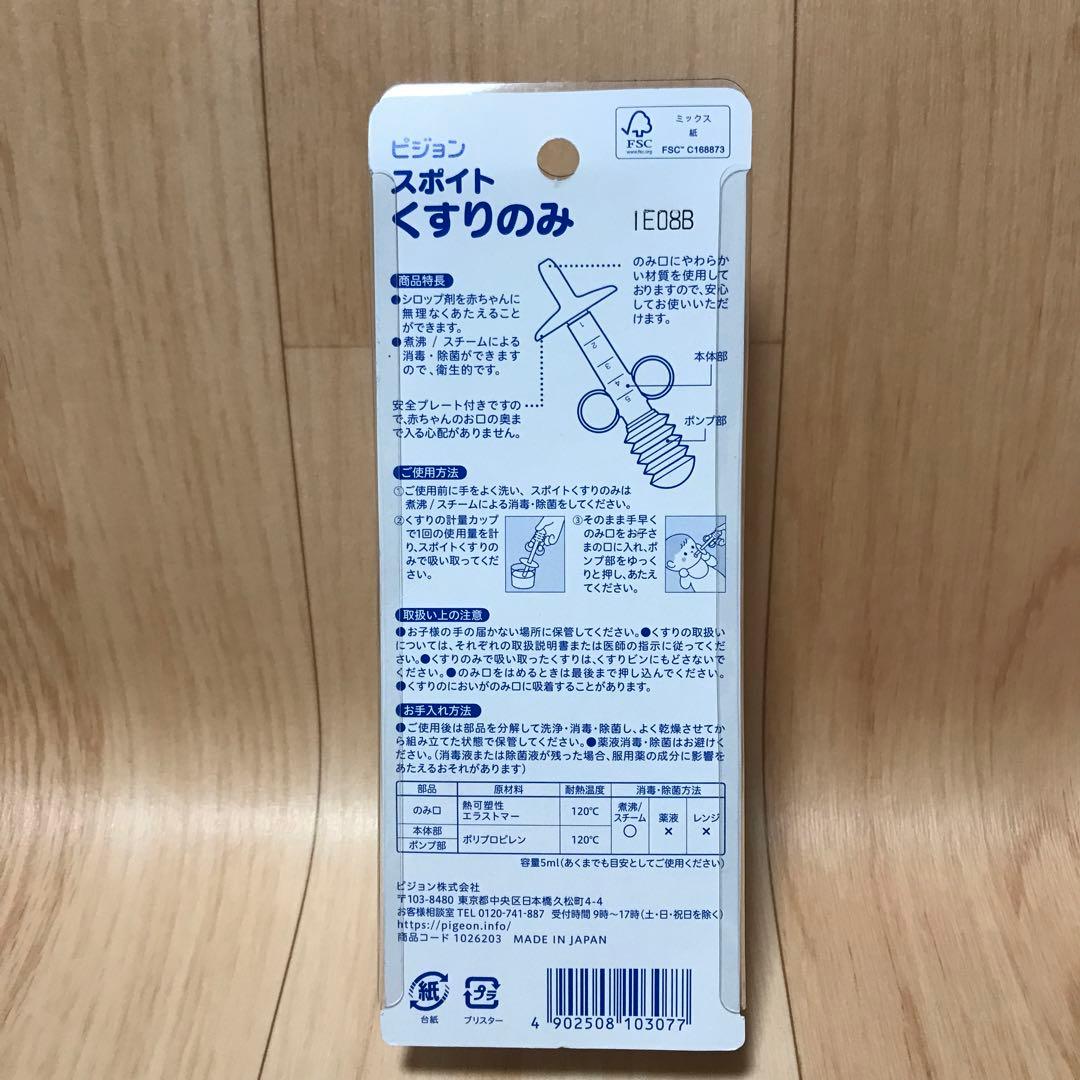 ピジョン
スポイト
くすりのみ
FSC
www.fsc.org
ミックス
紙
FSC™ C168873
1E08B
商品特長
●シロップ剤を赤ちゃんに
無理なくあたえること
ができます。
●煮沸/スチームによる
消毒・除菌ができます
ので、衛生的です。
安全プレート付きですの
で、赤ちゃんのお口の奥ま
で入る心配がありません。
のみ口にやわらか
い材質を使用して
おりますので、安心
してお使いいただ
けます。
1
2
3
4
5
本体部
ポンプ部
ご使用方法
①ご使用前に手をよく洗い、スポイトくすりのみは
煮沸/スチームによる消毒・除菌をしてください。
②くすりの計量カップ
で1回の使用量を計
り、スポイトくすりの
みで吸い取ってくだ
さい。
③そのまま手早く
のみ口をお子さ
まの口に入れ、ポ
ンプ部をゆっく
りと押し、あたえ
てください。
取扱い上の注意
●お子様の手の届かない場所に保管してください。●くすりの取扱い
については、それぞれの取扱説明書または医師の指示に従ってくだ
さい。●くすりのみで吸い取ったくすりは、くすりビンにもどさないで
ください。●のみ口をはめるときは最後まで押し込んでください。
●くすりのにおいがのみ口に吸着することがあります。
お手入れ方法
●ご使用後は部品を分解して洗浄・消毒・除菌し、よく乾燥させてか
ら組み立てた状態で保管してください。●薬液消毒・除菌はお避けく
ださい。(消毒液または除菌液が残った場合、服用薬の成分に影響を
あたえるおそれがあります)
部品 原材料 耐熱温度 消毒・除菌方法
のみ口 熱可塑性エラストマー 120℃ 煮沸/スチーム 薬液 レンジ
本体部 ポリプロピレン 120℃ ○ × ×
ポンプ部
容量5ml(あくまでも目安としてご使用ください)
ピジョン株式会社
〒103-8480 東京都中央区日本橋久松町4-4
お客様相談室 TEL 0120-741-887 受付時間 9時～17時(土・日・祝日を除く)
https://pigeon.info/
商品コード 1026203 MADE IN JAPAN
紙
台紙
プラ
ブリスター
4 902508 103077